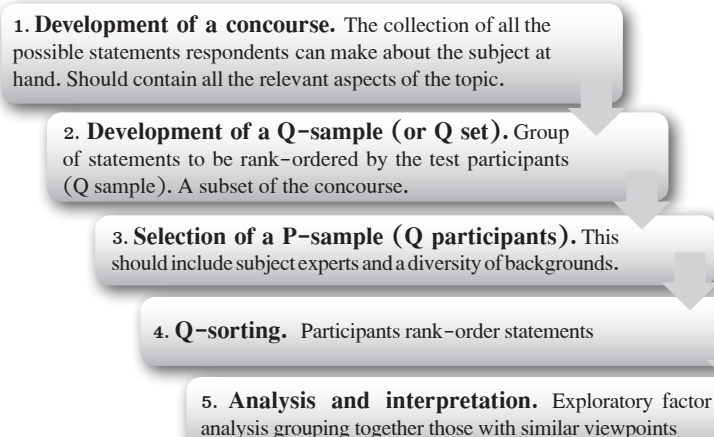 1. Development of a concourse. The collection of all the
possible statements respondents can make about the subject at
hand. Should contain all the relevant aspects of the topic.
2. Development of a Q-sample (or Q set). Group
of statements to be rank-ordered by the test participants
(Q sample). A subset of the concourse.
3. Selection of a P-sample (Q participants). This
should include subject experts and a diversity of backgrounds.
4. Q-sorting. Participants rank-order statements
5. Analysis and interpretation. Exploratory factor
analysis grouping together those with similar viewpoints